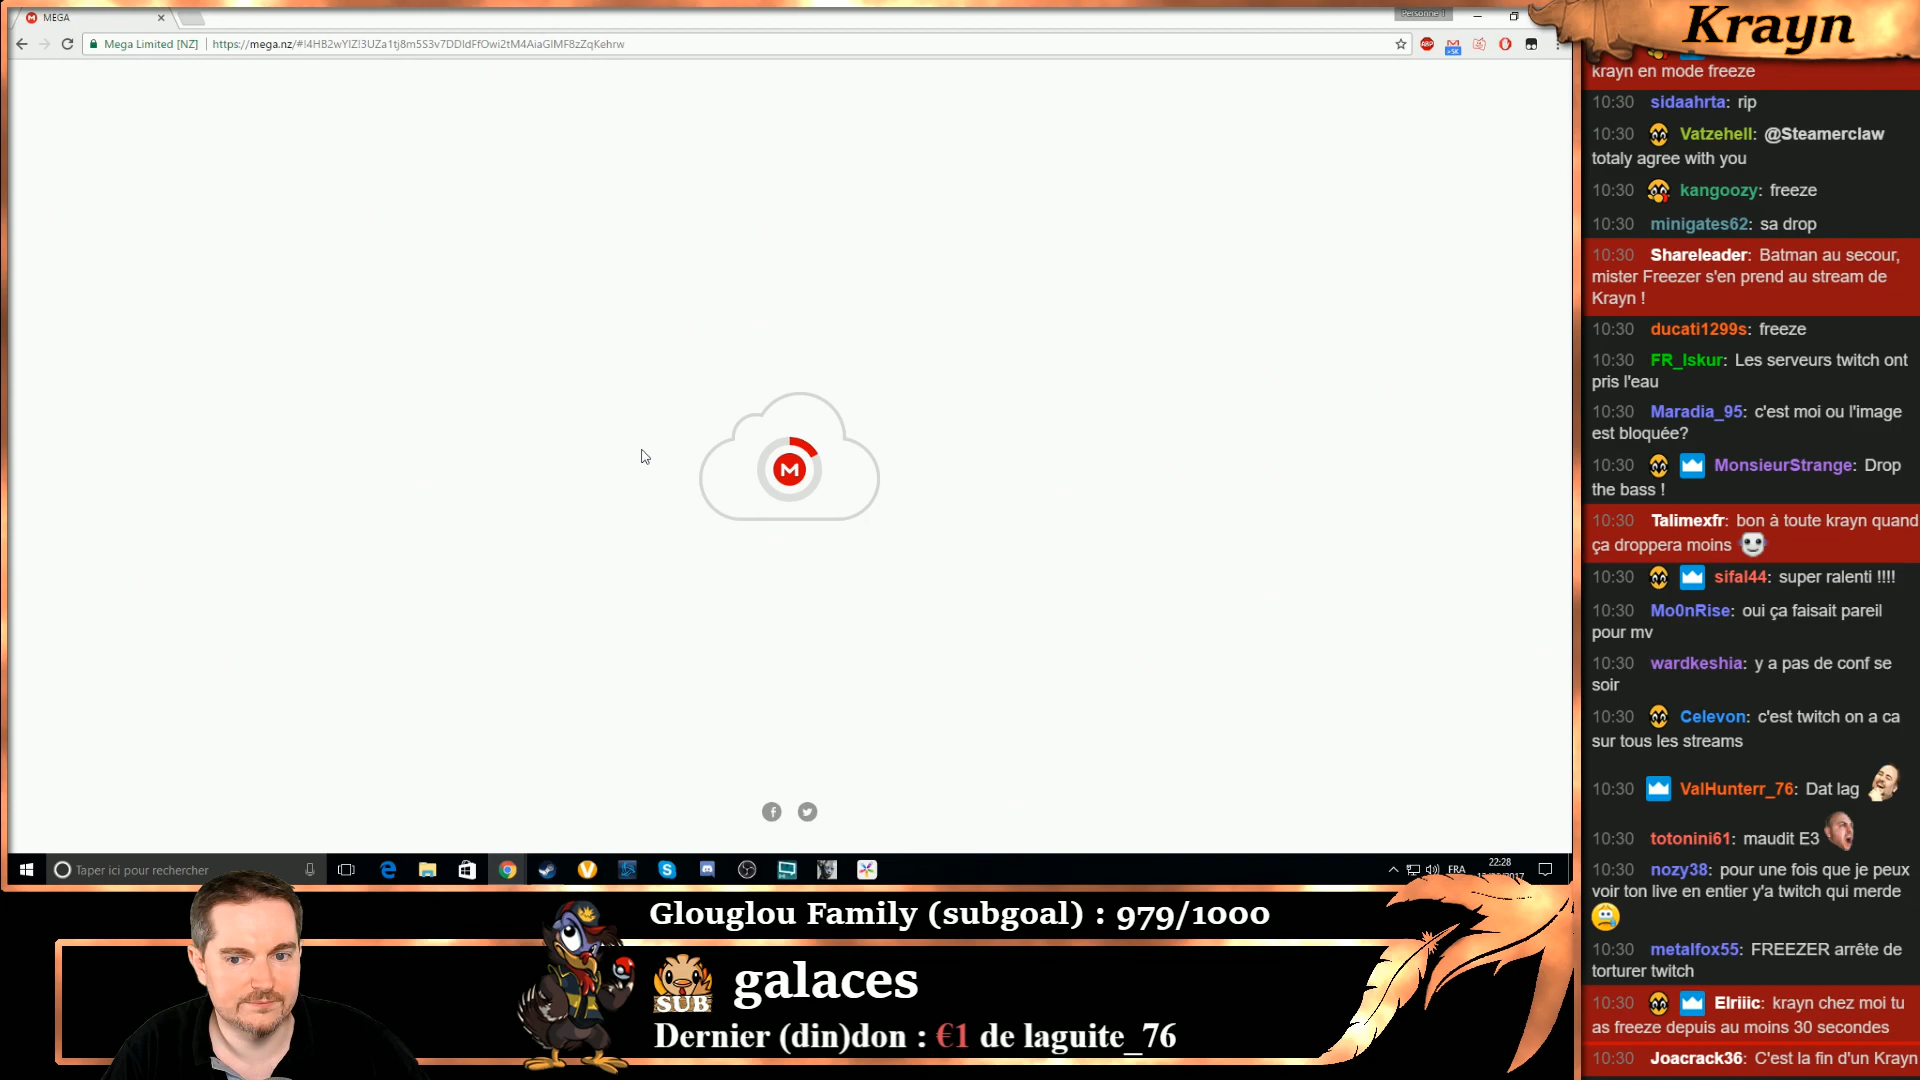 MEGA
Personne 1
Mega Limited [NZ]
Krayn
krayn en mode freeze
10:30 sidaahrta: rip
10:30 Vatzehell: @Steamerclaw
totaly agree with you
10:30 kangoozy: freeze
10:30 minigates62: sa drop
10:30 Shareleader: Batman au secour,
mister Freezer s'en prend au stream de
Krayn !
10:30 ducati1299s: freeze
10:30 FR_Iskur: Les serveurs twitch ont
pris l'eau
10:30 Maradia_95: c'est moi ou l'image
est bloquée?
10:30 MonsieurStrange: Drop
the bass !
10:30 Talimexfr: bon à toute krayn quand
ça droppera moins
10:30 sifal44: super ralenti !!!!
10:30 Mo0nRise: oui ça faisait pareil
pour mv
10:30 wardkeshia: y a pas de conf se
soir
10:30 Celevon: c'est twitch on a ca
sur tous les streams
10:30 ValHunterr_76: Dat lag
10:30 totonini61: maudit E3
10:30 nozy38: pour une fois que je peux
voir ton live en entier y'a twitch qui merde
10:30 metalfox55: FREEZER arrête de
torturer twitch
10:30 Elriiic: krayn chez moi tu
as freeze depuis au moins 30 secondes
10:30 Joacrack36: C'est la fin d'un Krayn
M
Taper ici pour rechercher
FRA
22:28
Glouglou Family (subgoal) : 979/1000
SUB
galaces
Dernier (din)don : €1 de laguite_76